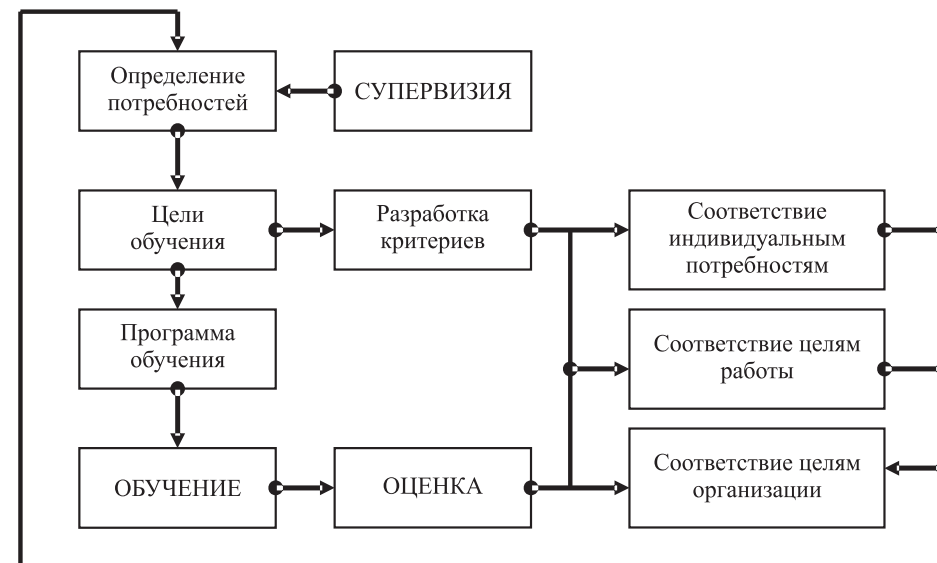 Определение
потребностей
СУПЕРВИЗИЯ
Цели
обучения
Разработка
критериев
Соответствие
индивидуальным
потребностям
Программа
обучения
Соответствие целям
работы
ОБУЧЕНИЕ
ОЦЕНКА
Соответствие целям
организации